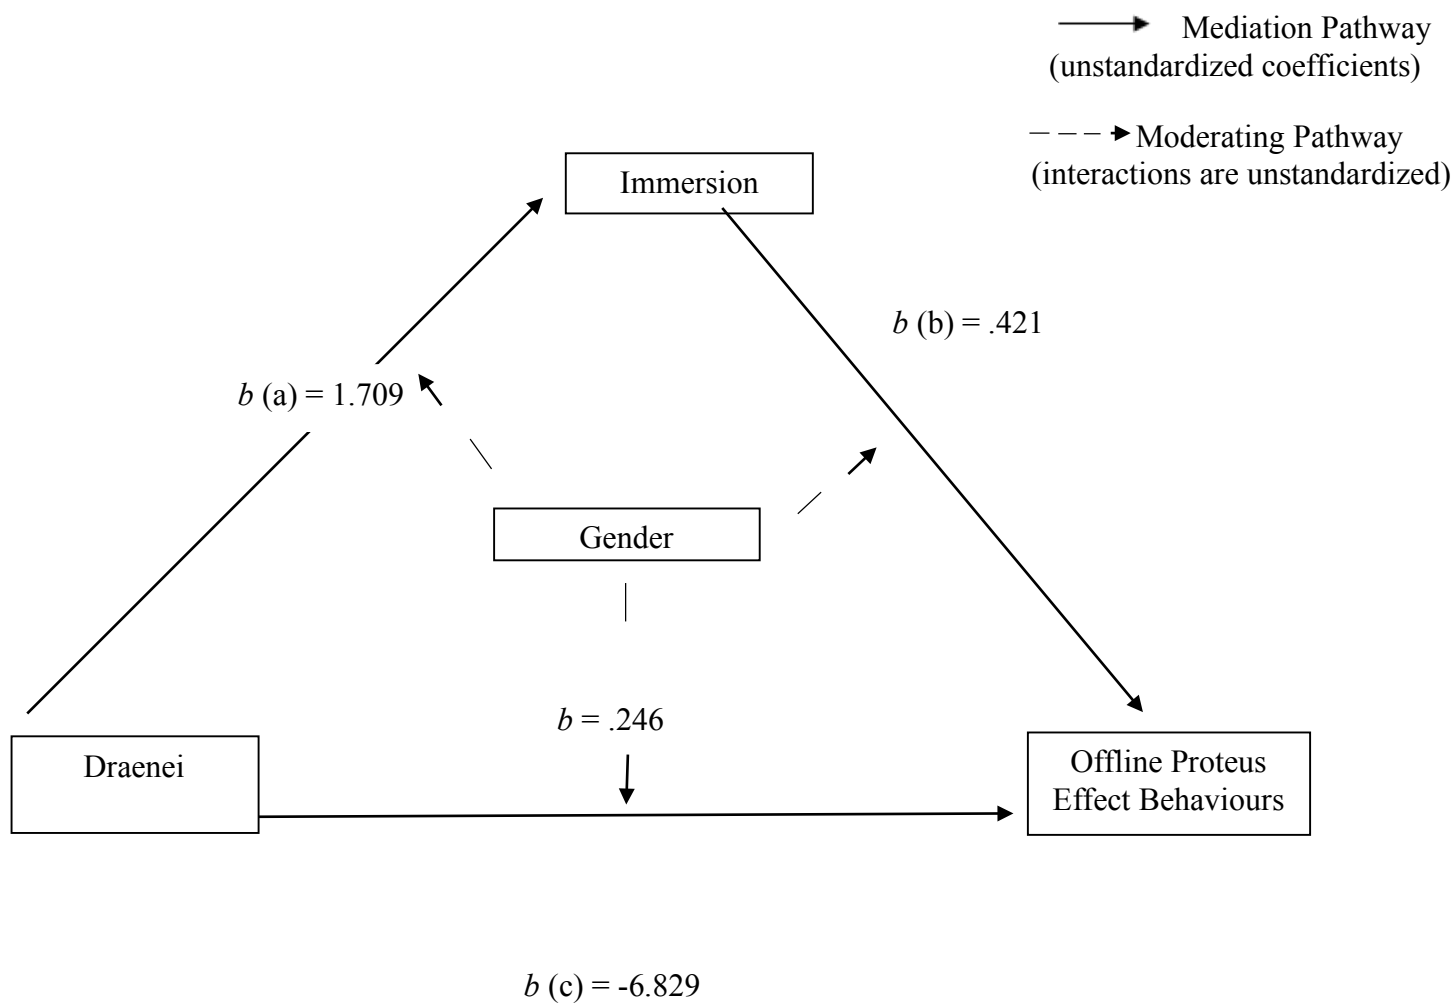 Mediation Pathway
(unstandardized coefficients)
Moderating Pathway
(interactions are unstandardized)
Immersion
b (b) = .421
b (a) = 1.709
Gender
b = .246
Draenei
Offline Proteus
Effect Behaviours
b (c) = -6.829